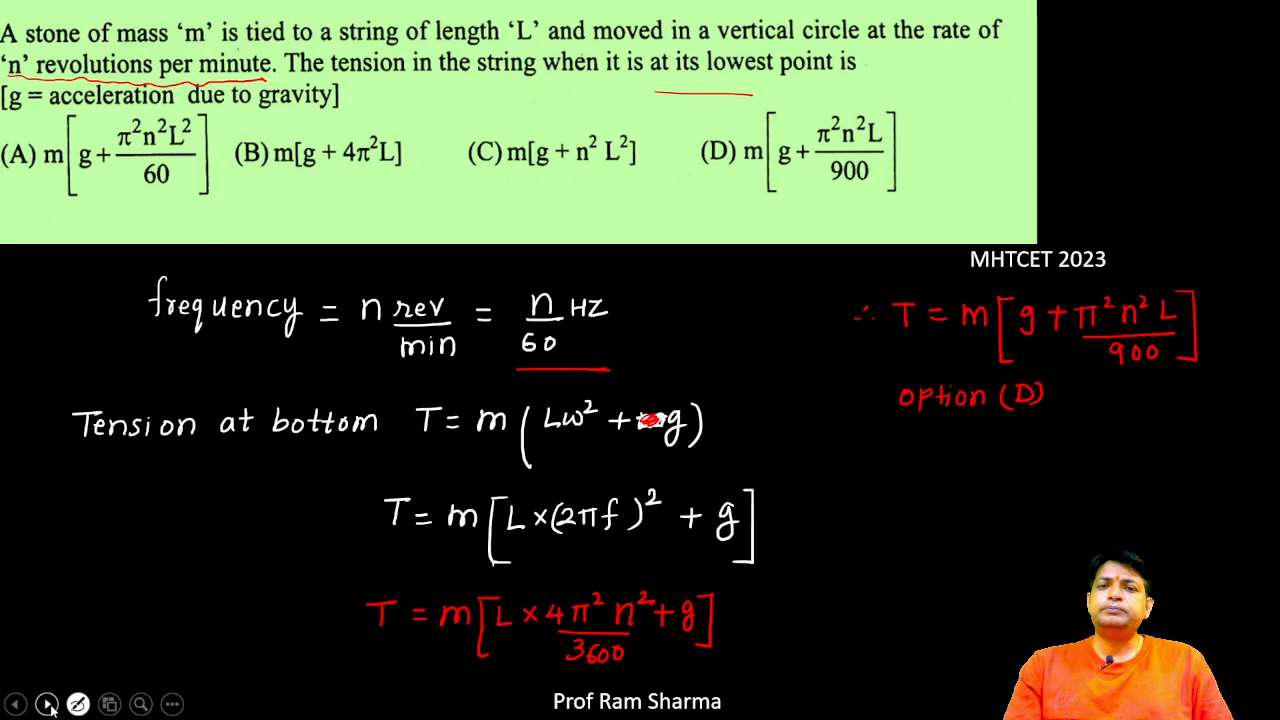 A stone of mass ‘m’ is tied to a string of length ‘L’ and moved in a vertical circle at the rate of
‘n’ revolutions per minute. The tension in the string when it is at its lowest point is
[g = acceleration due to gravity]
(A) m[g + π²n²L²/60] (B) m[g + 4π²L] (C) m[g + n² L²] (D) m[g + π²n²L/900]
MHTCET 2023
frequency = n rev/min = n/60 HZ
∴ T = m[g + π²n²L/900]
option (D)
Tension at bottom T = m(Lω² + g)
T = m[L × (2πf)² + g]
T = m[L × 4π² n²/3600 + g]
Prof Ram Sharma